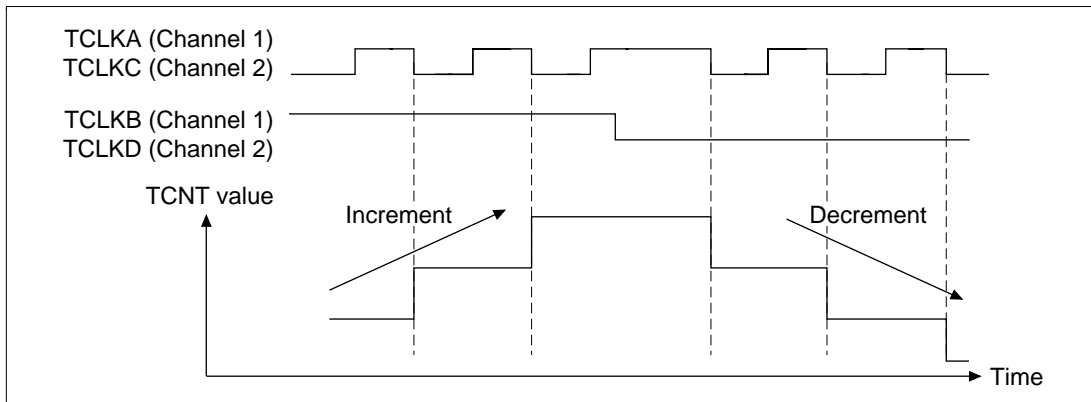 TCLKA (Channel 1)
TCLKC (Channel 2)
TCLKB (Channel 1)
TCLKD (Channel 2)
TCNT value
Increment
Decrement
Time